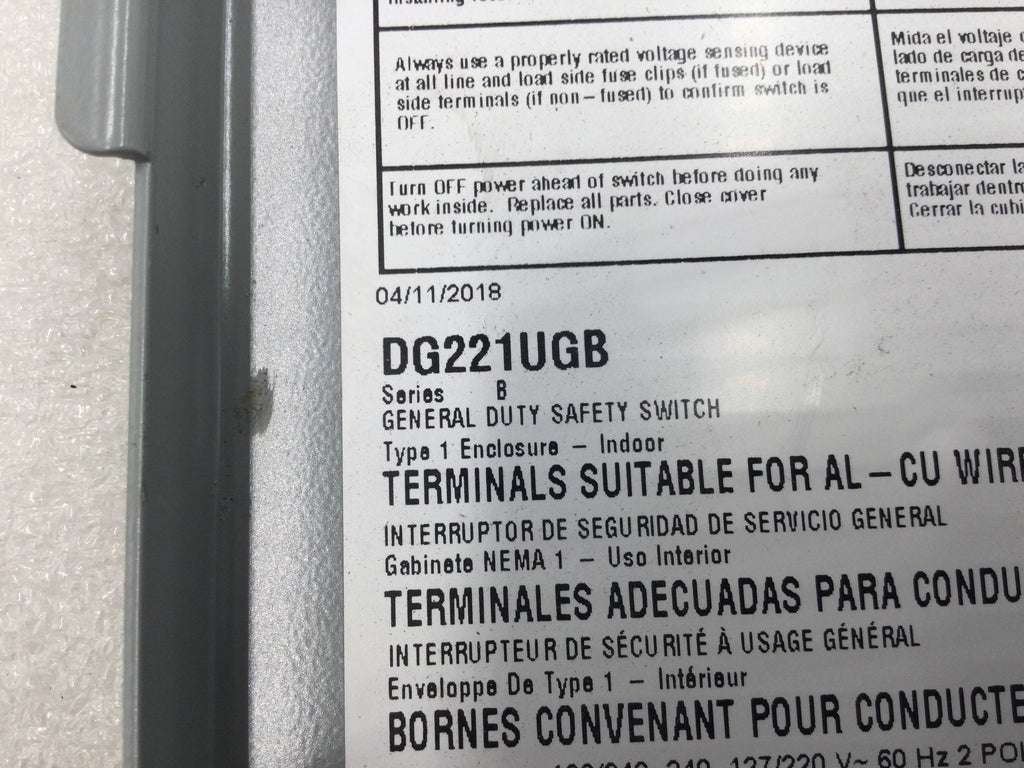 Always use a properly rated voltage sensing device
at all line and load side fuse clips (if fused) or load
side terminals (if non-fused) to confirm switch is
OFF.
Mida el voltaje
lado de carga de
terminales de
que el
Turn OFF power ahead of switch before doing any
work inside. Replace all parts. Close cover
before turning power ON.
Desconectar
trabajar
Cerrar la
04/11/2018
DG221UGB
Series B
GENERAL DUTY SAFETY SWITCH
Type 1 Enclosure - Indoor
TERMINALS SUITABLE FOR AL-CU
INTERRUPTOR DE SEGURIDAD DE SERVICIO GENERAL
Gabinete NEMA 1 - Uso Interior
TERMINALES ADECUADAS PARA
INTERRUPTEUR DE SÉCURITÉ À USAGE GÉNÉRAL
Enveloppe De Type 1 - Intérieur
BORNES CONVENANT POUR
127/220 V~ 60 Hz 2